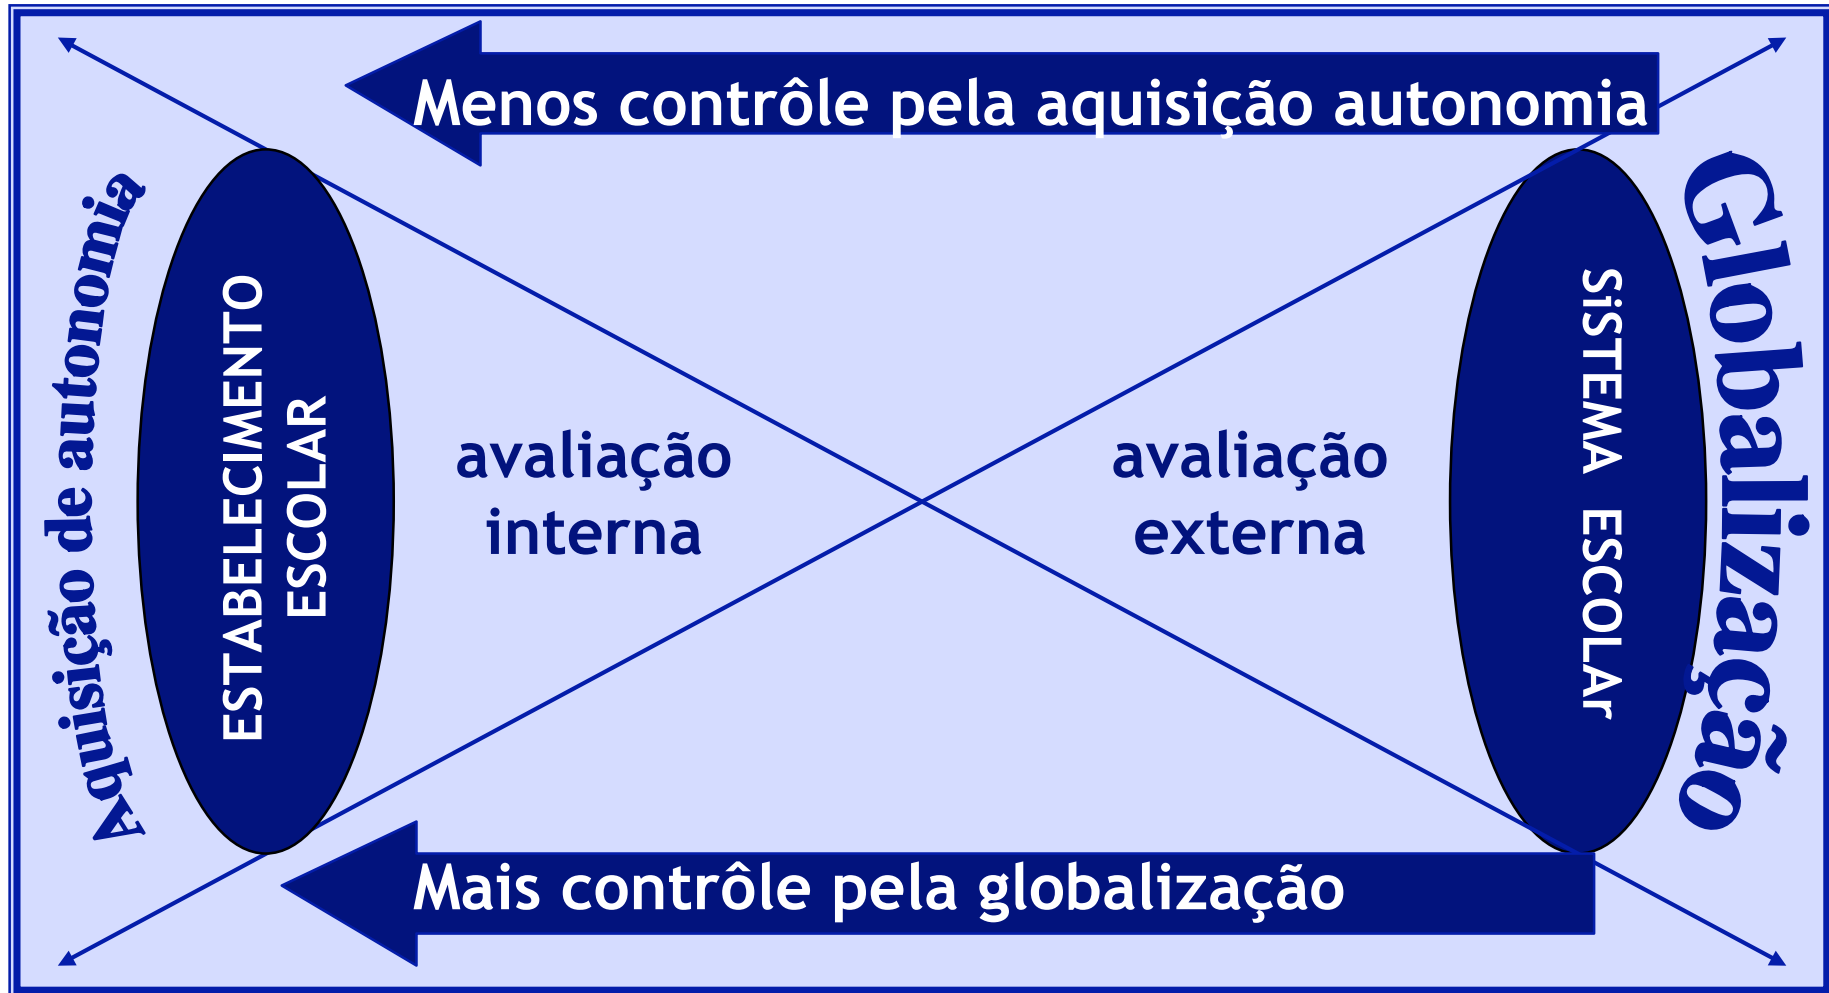 Menos contrôle pela aquisição autonomia
Aquisição de autonomia
ESTABELECIMENTO
ESCOLAR
avaliação
interna
avaliação
externa
SiSTEMA ESCOLAr
Globalização
Mais contrôle pela globalização